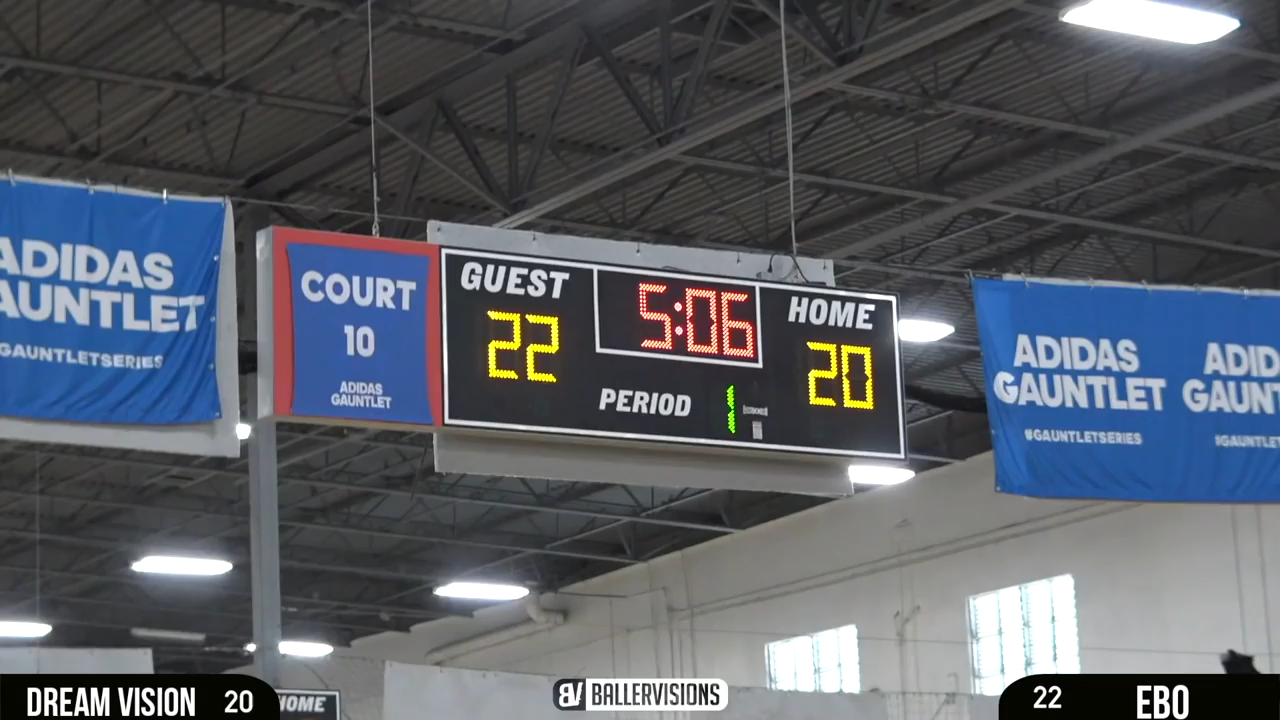 ADIDAS
GAUNTLET
#GAUNTLETSERIES
COURT
10
ADIDAS
GAUNTLET
GUEST
22
5:06
HOME
20
PERIOD
1
ADIDAS
GAUNTLET
#GAUNTLETSERIES
ADIDAS
GAUNTLET
#GAUNTLETSERIES
HOME
DREAM VISION 20
BV BALLERVISIONS
22 EBO